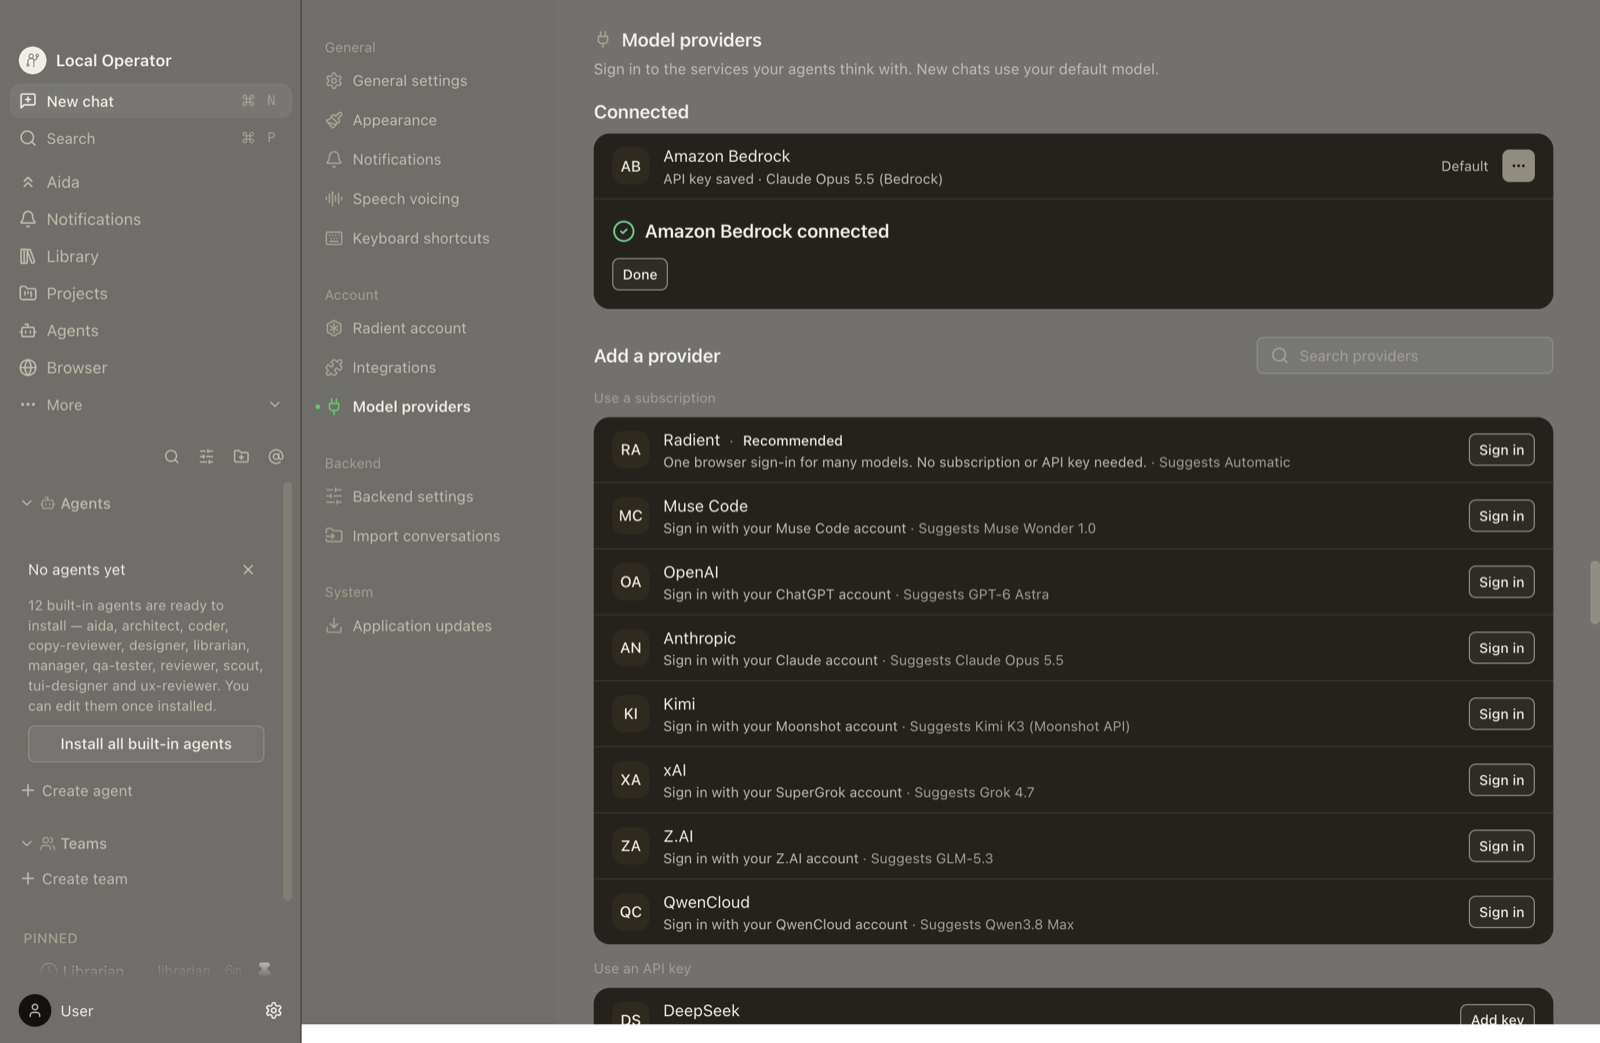 Local Operator
New chat ⌘ N
Search ⌘ P
Aida
Notifications
Library
Projects
Agents
Browser
More
Agents
No agents yet
12 built-in agents are ready to
install — aida, architect, coder,
copy-reviewer, designer, librarian,
manager, qa-tester, reviewer, scout,
tui-designer and ux-reviewer. You
can edit them once installed.
Install all built-in agents
Create agent
Teams
Create team
PINNED
Librarian · librarian 6m
User
General
General settings
Appearance
Notifications
Speech voicing
Keyboard shortcuts
Account
Radient account
Integrations
Model providers
Backend
Backend settings
Import conversations
System
Application updates
Model providers
Sign in to the services your agents think with. New chats use your default model.
Connected
AB
Amazon Bedrock
API key saved · Claude Opus 5.5 (Bedrock)
Default
Amazon Bedrock connected
Done
Add a provider
Search providers
Use a subscription
RA
Radient · Recommended
One browser sign-in for many models. No subscription or API key needed. · Suggests Automatic
Sign in
MC
Muse Code
Sign in with your Muse Code account · Suggests Muse Wonder 1.0
Sign in
OA
OpenAI
Sign in with your ChatGPT account · Suggests GPT-6 Astra
Sign in
AN
Anthropic
Sign in with your Claude account · Suggests Claude Opus 5.5
Sign in
KI
Kimi
Sign in with your Moonshot account · Suggests Kimi K3 (Moonshot API)
Sign in
XA
xAI
Sign in with your SuperGrok account · Suggests Grok 4.7
Sign in
ZA
Z.AI
Sign in with your Z.AI account · Suggests GLM-5.3
Sign in
QC
QwenCloud
Sign in with your QwenCloud account · Suggests Qwen3.8 Max
Sign in
Use an API key
DS
DeepSeek
Add key